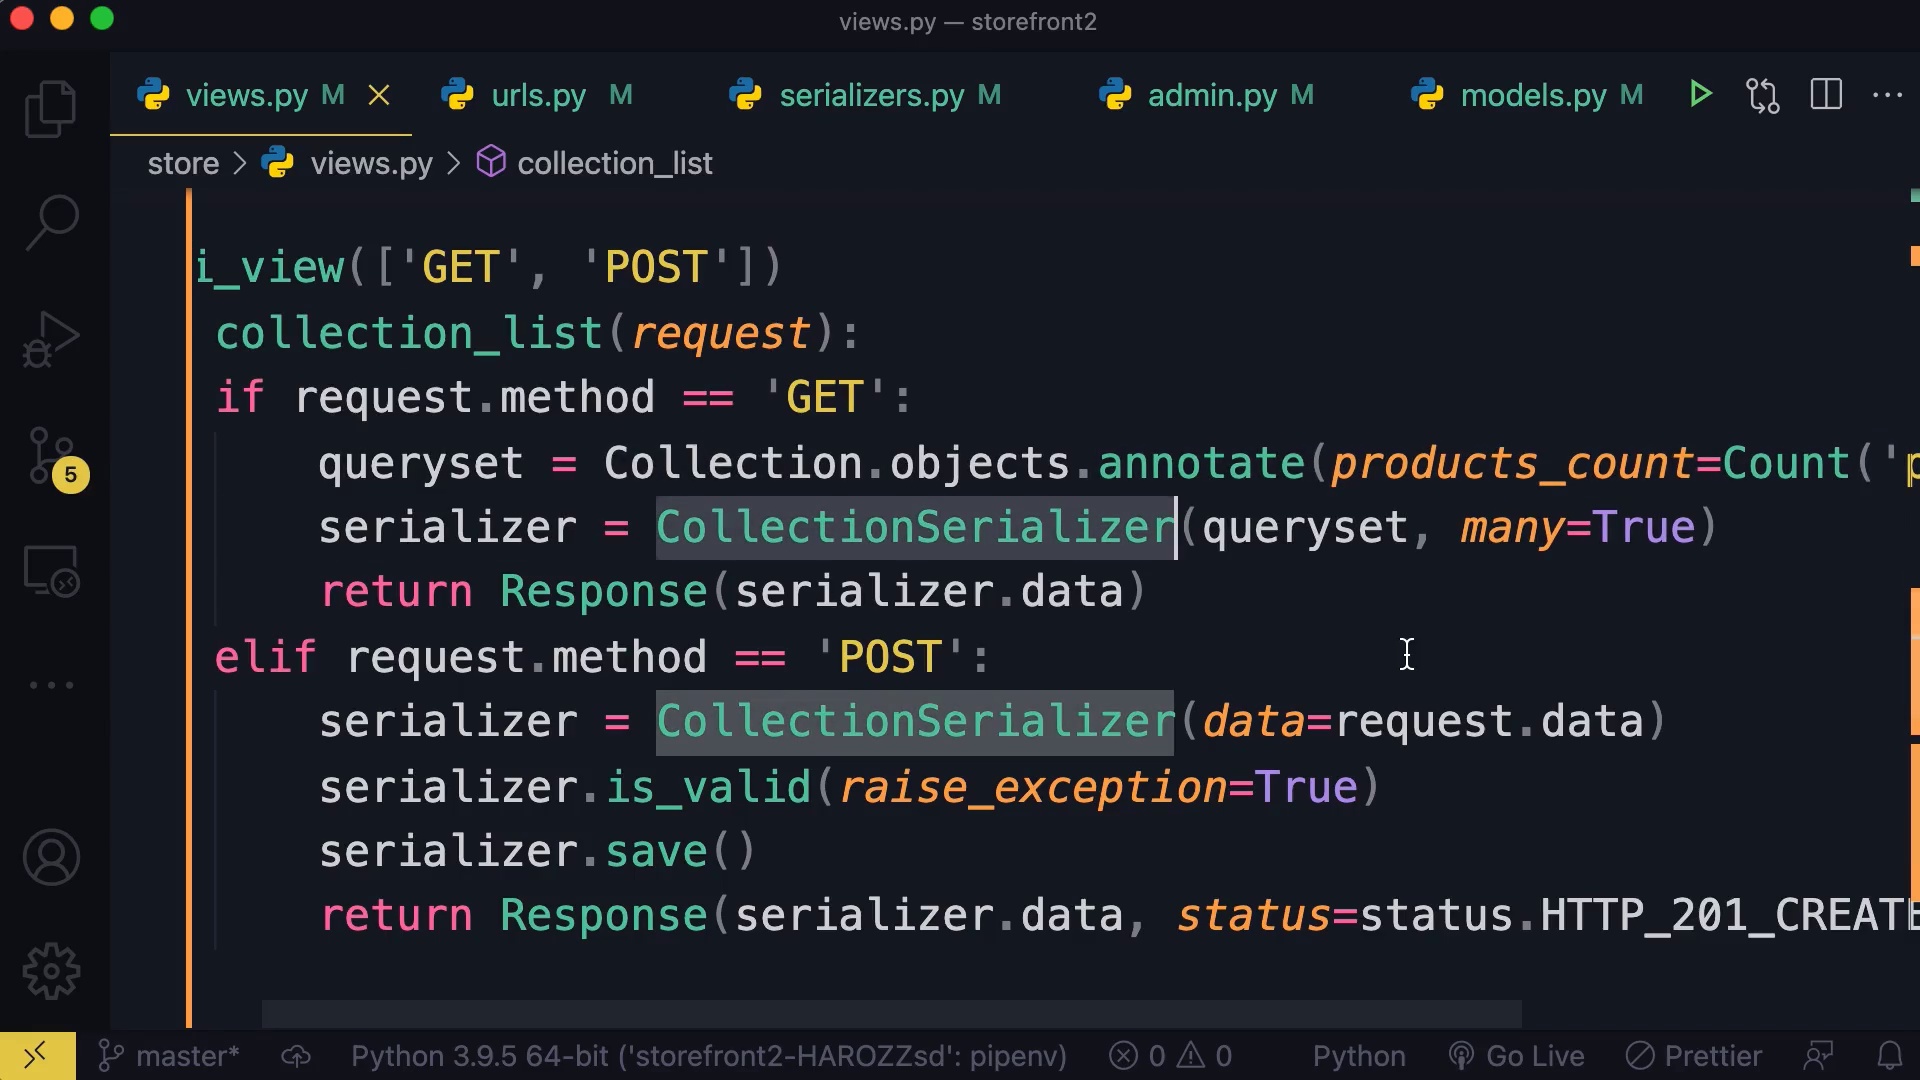 views.py — storefront2
views.py M urls.py M serializers.py M admin.py M models.py M
store > views.py > collection_list
i_view(['GET', 'POST'])
collection_list(request):
if request.method == 'GET':
queryset = Collection.objects.annotate(products_count=Count('p
serializer = CollectionSerializer(queryset, many=True)
return Response(serializer.data)
elif request.method == 'POST':
serializer = CollectionSerializer(data=request.data)
serializer.is_valid(raise_exception=True)
serializer.save()
return Response(serializer.data, status=status.HTTP_201_CREATE
5
master* Python 3.9.5 64-bit ('storefront2-HAROZZsd': pipenv) 0 0 Python Go Live Prettier